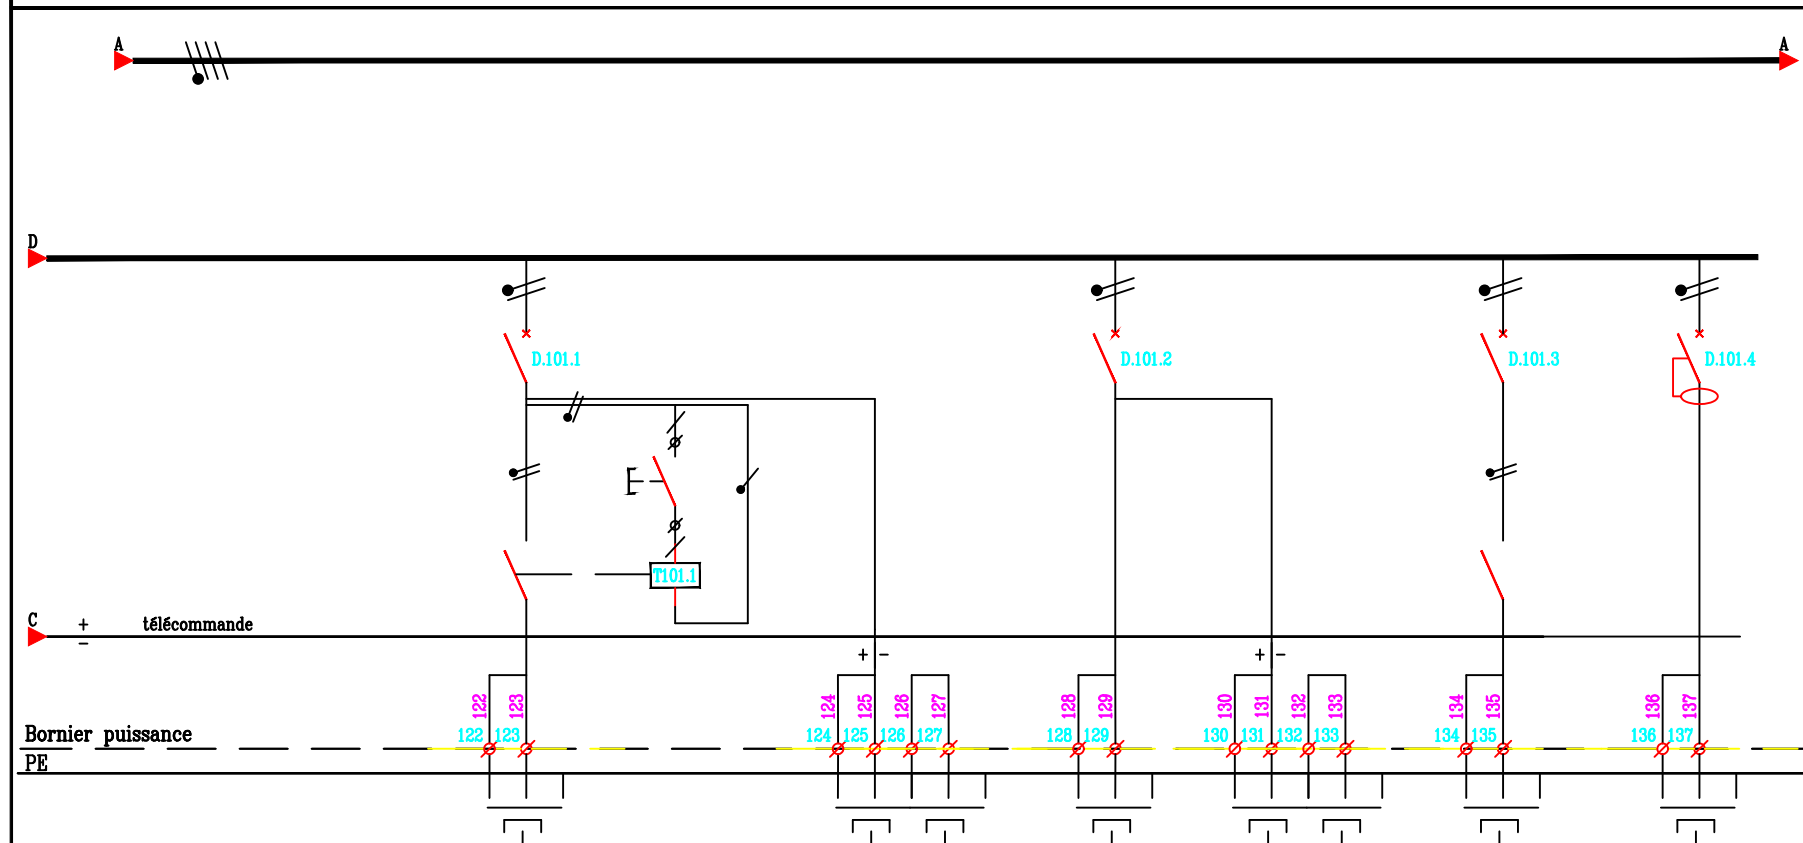 A A
D
D.101.1 D.101.2 D.101.3 D.101.4
T101.1
C + télécommande
−
+ − + −
122 123 124 125 126 127 128 129 130 131 132 133 134 135 136 137
Bornier puissance 122 123 124 125 126 127 128 129 130 131 132 133 134 135 136 137
PE